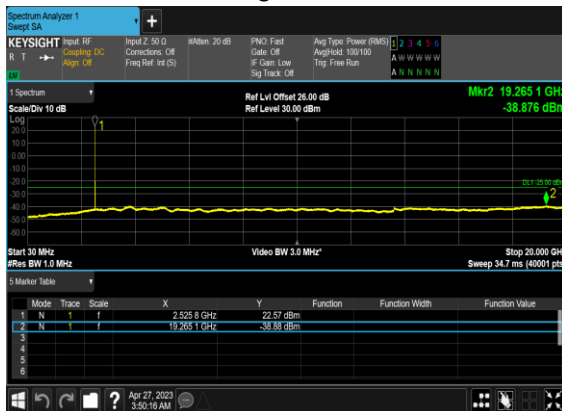 Spectrum Analyzer 1
Swept SA
+
KEYSIGHT Input: RF
R T Coupling: DC
Align: Off
Input Z: 50 Ω
Corrections: Off
Freq Ref: Int (S)
#Atten: 20 dB
PNO: Fast
Gate: Off
IF Gain: Low
Sig Track: Off
Avg Type: Power (RMS)
Avg|Hold: 100/100
Trig: Free Run
1 2 3 4 5 6
A W W W W W
A N N N N N
1 Spectrum
Scale/Div 10 dB
Ref Lvl Offset 26.00 dB
Ref Level 30.00 dBm
Mkr2 19.265 1 GHz
-38.876 dBm
Log
20.0
10.0
0.00
-10.0
-20.0
-30.0
-40.0
-50.0
-60.0
1
DL1 -25.00 dBm
2
Start 30 MHz
#Res BW 1.0 MHz
Video BW 3.0 MHz*
Stop 20.000 GHz
Sweep 34.7 ms (40001 pts)
5 Marker Table
Mode Trace Scale X Y Function Function Width Function Value
1 N 1 f 2.525 8 GHz 22.57 dBm
2 N 1 f 19.265 1 GHz -38.88 dBm
3
4
5
6
? Apr 27, 2023
3:50:16 AM